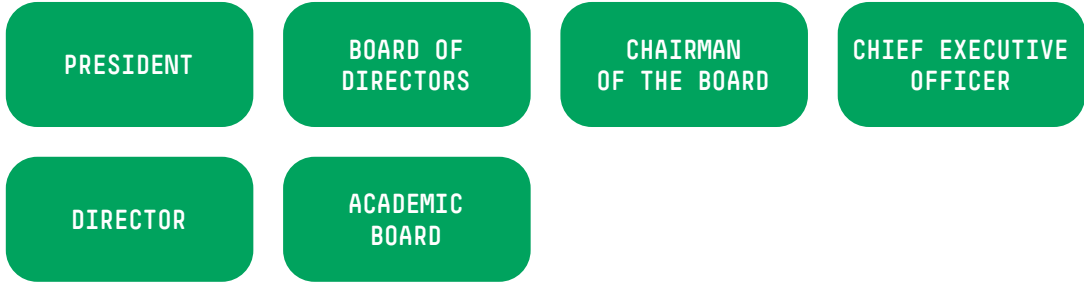 PRESIDENT
BOARD OF
DIRECTORS
CHAIRMAN
OF THE BOARD
CHIEF EXECUTIVE
OFFICER
DIRECTOR
ACADEMIC
BOARD